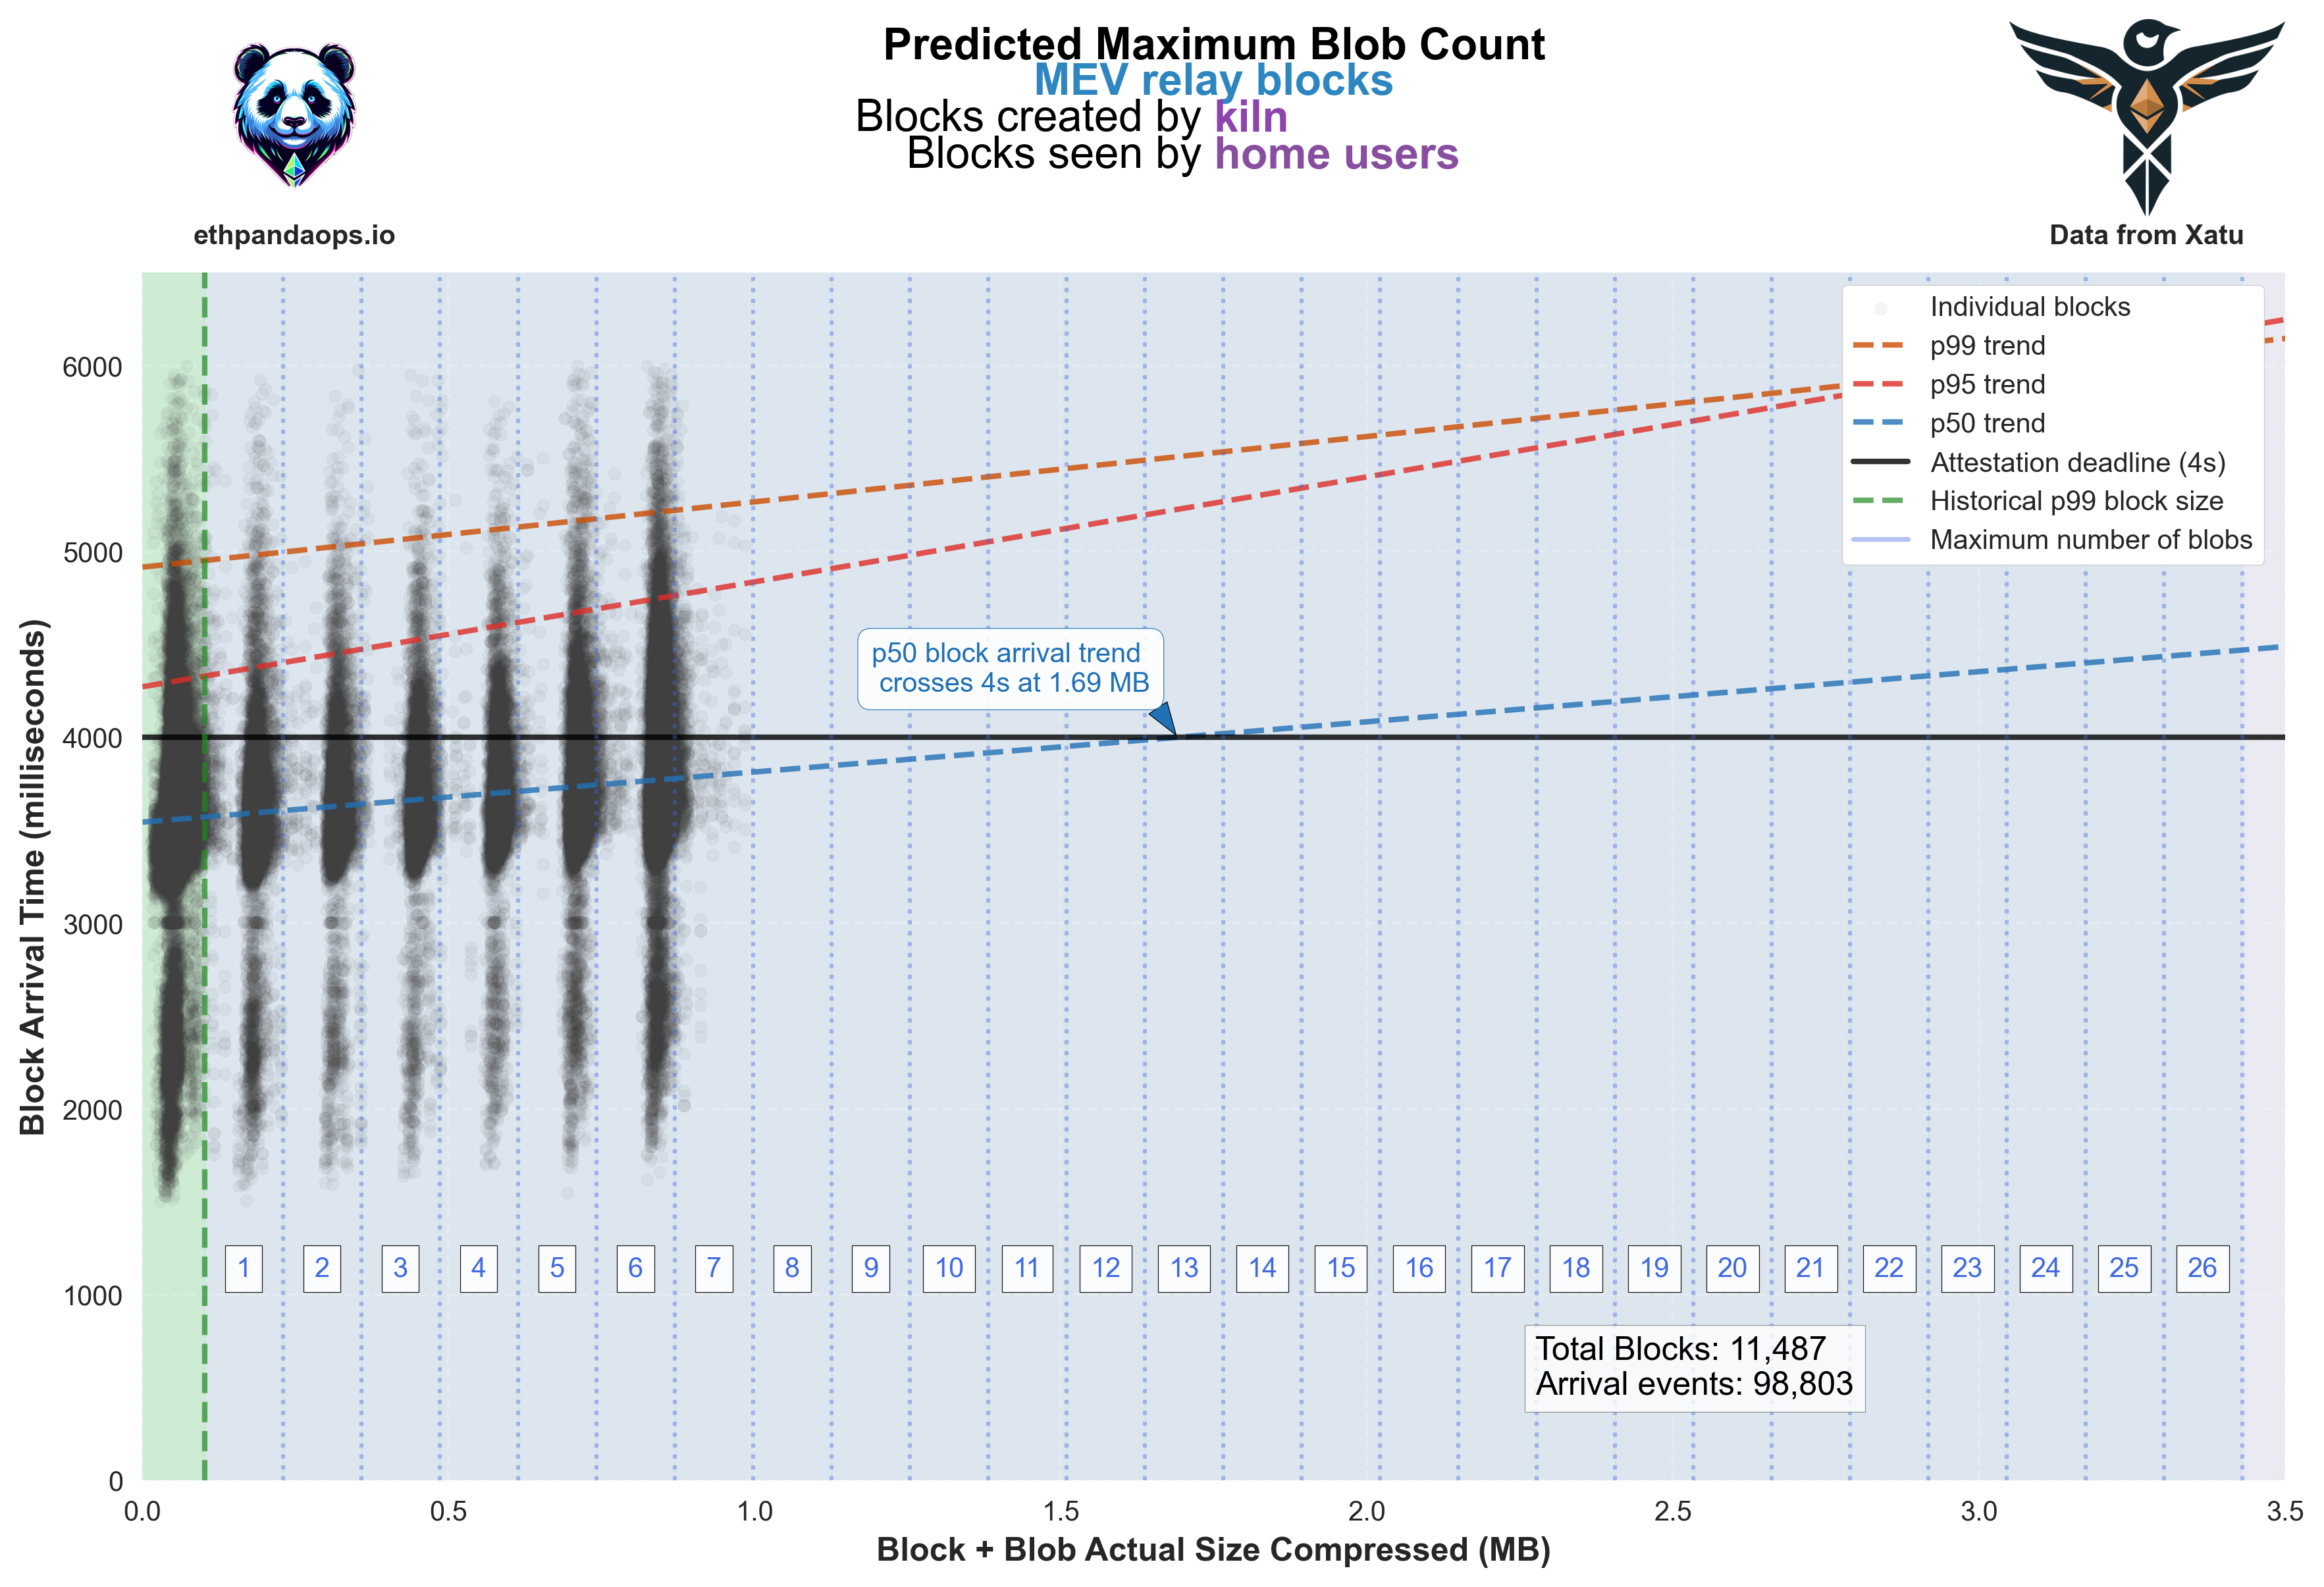 Predicted Maximum Blob Count
MEV relay blocks
Blocks created by kiln
Blocks seen by home users
ethpandaops.io
Data from Xatu
Individual blocks
p99 trend
p95 trend
p50 trend
Attestation deadline (4s)
Historical p99 block size
Maximum number of blobs
p50 block arrival trend
crosses 4s at 1.69 MB
Block Arrival Time (milliseconds)
6000
5000
4000
3000
2000
1000
0
1 2 3 4 5 6 7 8 9 10 11 12 13 14 15 16 17 18 19 20 21 22 23 24 25 26
Total Blocks: 11,487
Arrival events: 98,803
0.0 0.5 1.0 1.5 2.0 2.5 3.0 3.5
Block + Blob Actual Size Compressed (MB)